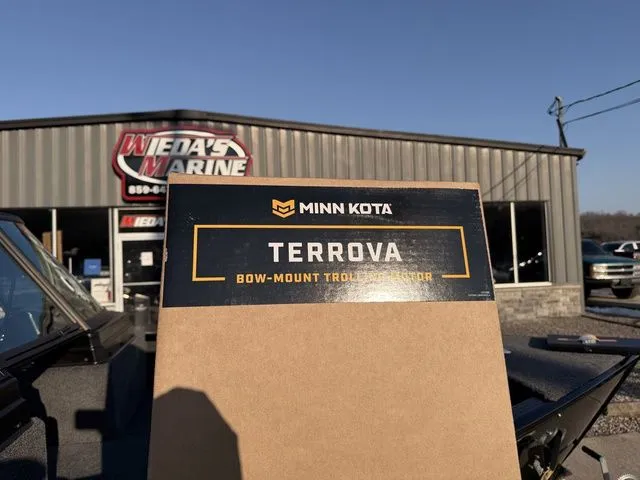 WIEDA'S
MARINE
MINN KOTA
TERROVA
BOW-MOUNT TROLLING MOTOR